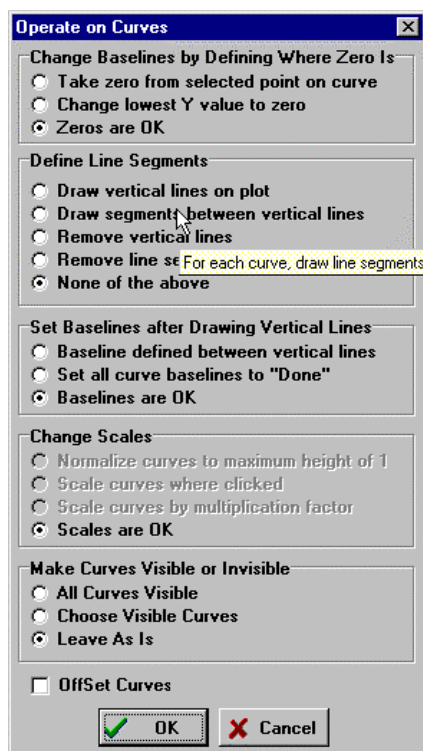 Operate on Curves
Change Baselines by Defining Where Zero Is
Take zero from selected point on curve
Change lowest Y value to zero
Zeros are OK
Define Line Segments
Draw vertical lines on plot
Draw segments between vertical lines
Remove vertical lines
Remove line se
For each curve, draw line segments
None of the above
Set Baselines after Drawing Vertical Lines
Baseline defined between vertical lines
Set all curve baselines to "Done"
Baselines are OK
Change Scales
Normalize curves to maximum height of 1
Scale curves where clicked
Scale curves by multiplication factor
Scales are OK
Make Curves Visible or Invisible
All Curves Visible
Choose Visible Curves
Leave As Is
OffSet Curves
OK
Cancel